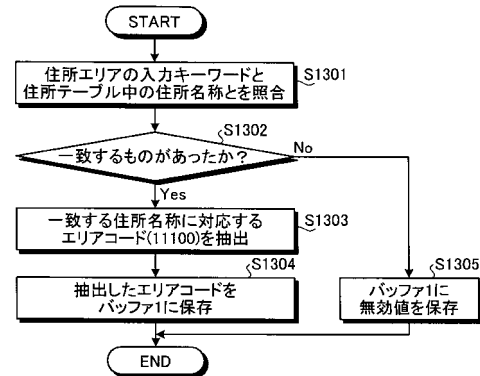 START
住所エリアの入力キーワードと
住所テーブル中の住所名称とを照合
S1301
S1302
一致するものがあったか?
No
Yes
一致する住所名称に対応する
エリアコード(11100)を抽出
S1303
S1304
抽出したエリアコードを
バッファ1に保存
S1305
バッファ1に
無効値を保存
END